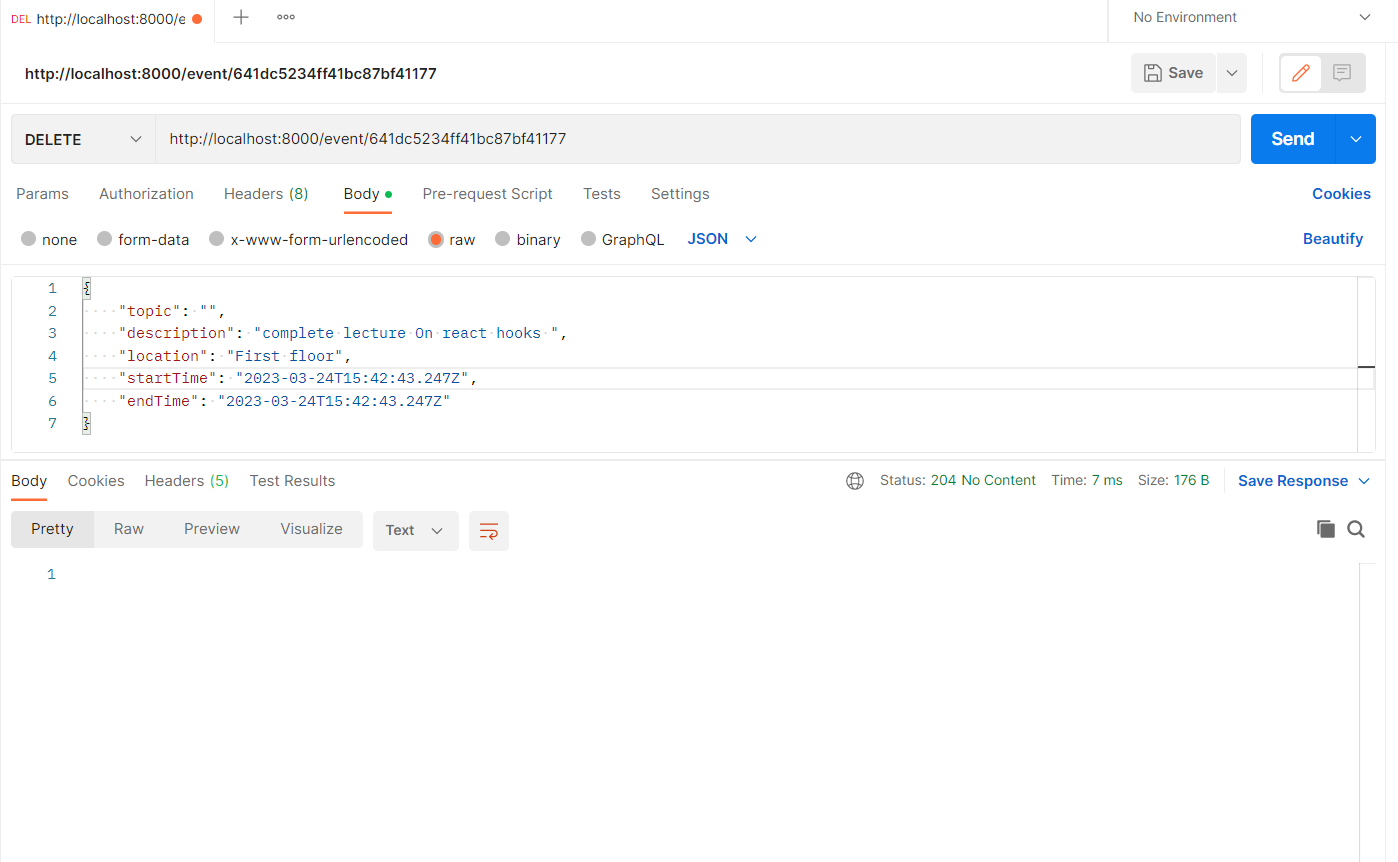 DEL http://localhost:8000/e
No Environment
http://localhost:8000/event/641dc5234ff41bc87bf41177
Save
DELETE http://localhost:8000/event/641dc5234ff41bc87bf41177 Send
Params Authorization Headers (8) Body Pre-request Script Tests Settings Cookies
none form-data x-www-form-urlencoded raw binary GraphQL JSON Beautify
1 {
2 "topic": "",
3 "description": "complete lecture On react hooks ",
4 "location": "First floor",
5 "startTime": "2023-03-24T15:42:43.247Z",
6 "endTime": "2023-03-24T15:42:43.247Z"
7 }
Body Cookies Headers (5) Test Results Status: 204 No Content Time: 7 ms Size: 176 B Save Response
Pretty Raw Preview Visualize Text
1